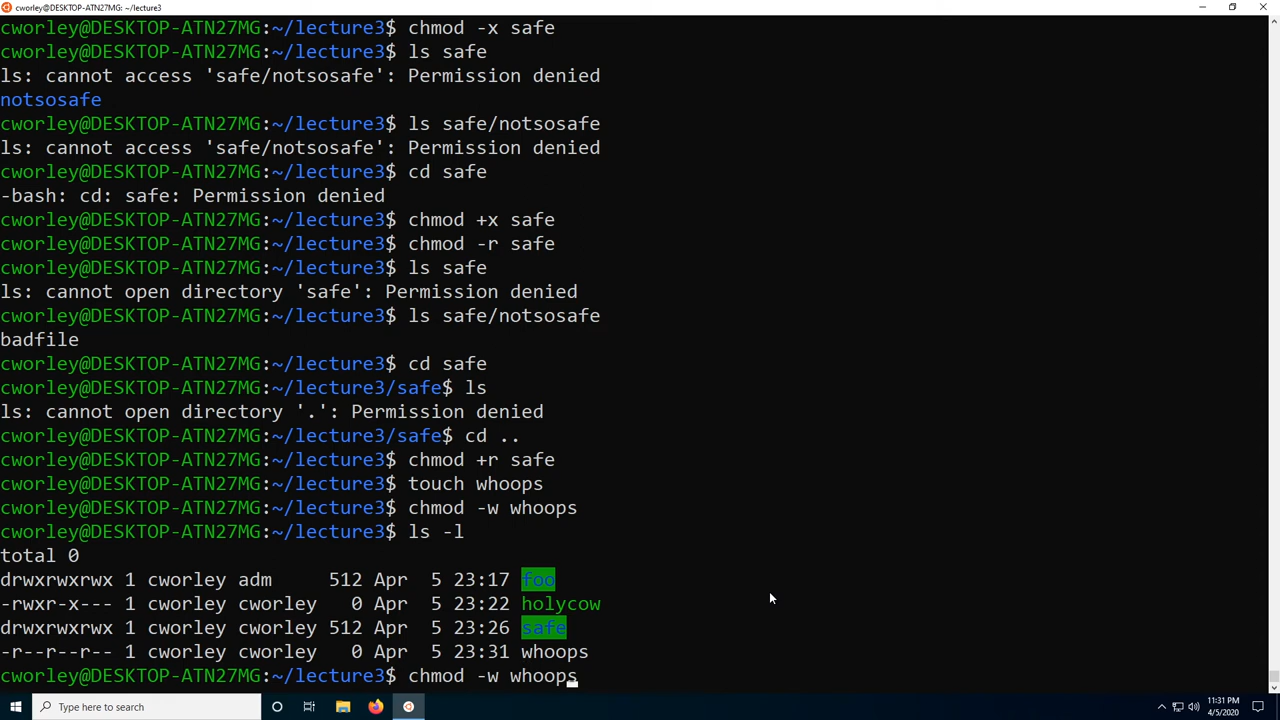 cworley@DESKTOP-ATN27MG: ~/lecture3
cworley@DESKTOP-ATN27MG:~/lecture3$ chmod -x safe
cworley@DESKTOP-ATN27MG:~/lecture3$ ls safe
ls: cannot access 'safe/notsosafe': Permission denied
notsosafe
cworley@DESKTOP-ATN27MG:~/lecture3$ ls safe/notsosafe
ls: cannot access 'safe/notsosafe': Permission denied
cworley@DESKTOP-ATN27MG:~/lecture3$ cd safe
-bash: cd: safe: Permission denied
cworley@DESKTOP-ATN27MG:~/lecture3$ chmod +x safe
cworley@DESKTOP-ATN27MG:~/lecture3$ chmod -r safe
cworley@DESKTOP-ATN27MG:~/lecture3$ ls safe
ls: cannot open directory 'safe': Permission denied
cworley@DESKTOP-ATN27MG:~/lecture3$ ls safe/notsosafe
badfile
cworley@DESKTOP-ATN27MG:~/lecture3$ cd safe
cworley@DESKTOP-ATN27MG:~/lecture3/safe$ ls
ls: cannot open directory '.': Permission denied
cworley@DESKTOP-ATN27MG:~/lecture3/safe$ cd ..
cworley@DESKTOP-ATN27MG:~/lecture3$ chmod +r safe
cworley@DESKTOP-ATN27MG:~/lecture3$ touch whoops
cworley@DESKTOP-ATN27MG:~/lecture3$ chmod -w whoops
cworley@DESKTOP-ATN27MG:~/lecture3$ ls -l
total 0
drwxrwxrwx 1 cworley adm     512 Apr  5 23:17 foo
-rwxr-x--- 1 cworley cworley   0 Apr  5 23:22 holycow
drwxrwxrwx 1 cworley cworley 512 Apr  5 23:26 safe
-r--r--r-- 1 cworley cworley   0 Apr  5 23:31 whoops
cworley@DESKTOP-ATN27MG:~/lecture3$ chmod -w whoops
Type here to search
11:31 PM
4/5/2020